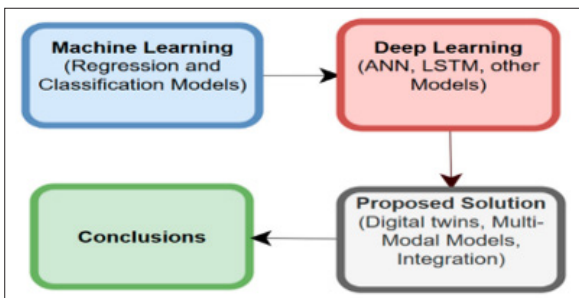 Machine Learning
(Regression and
Classification Models)
Deep Learning
(ANN, LSTM, other
Models)
Proposed Solution
(Digital twins, Multi-
Modal Models,
Integration)
Conclusions